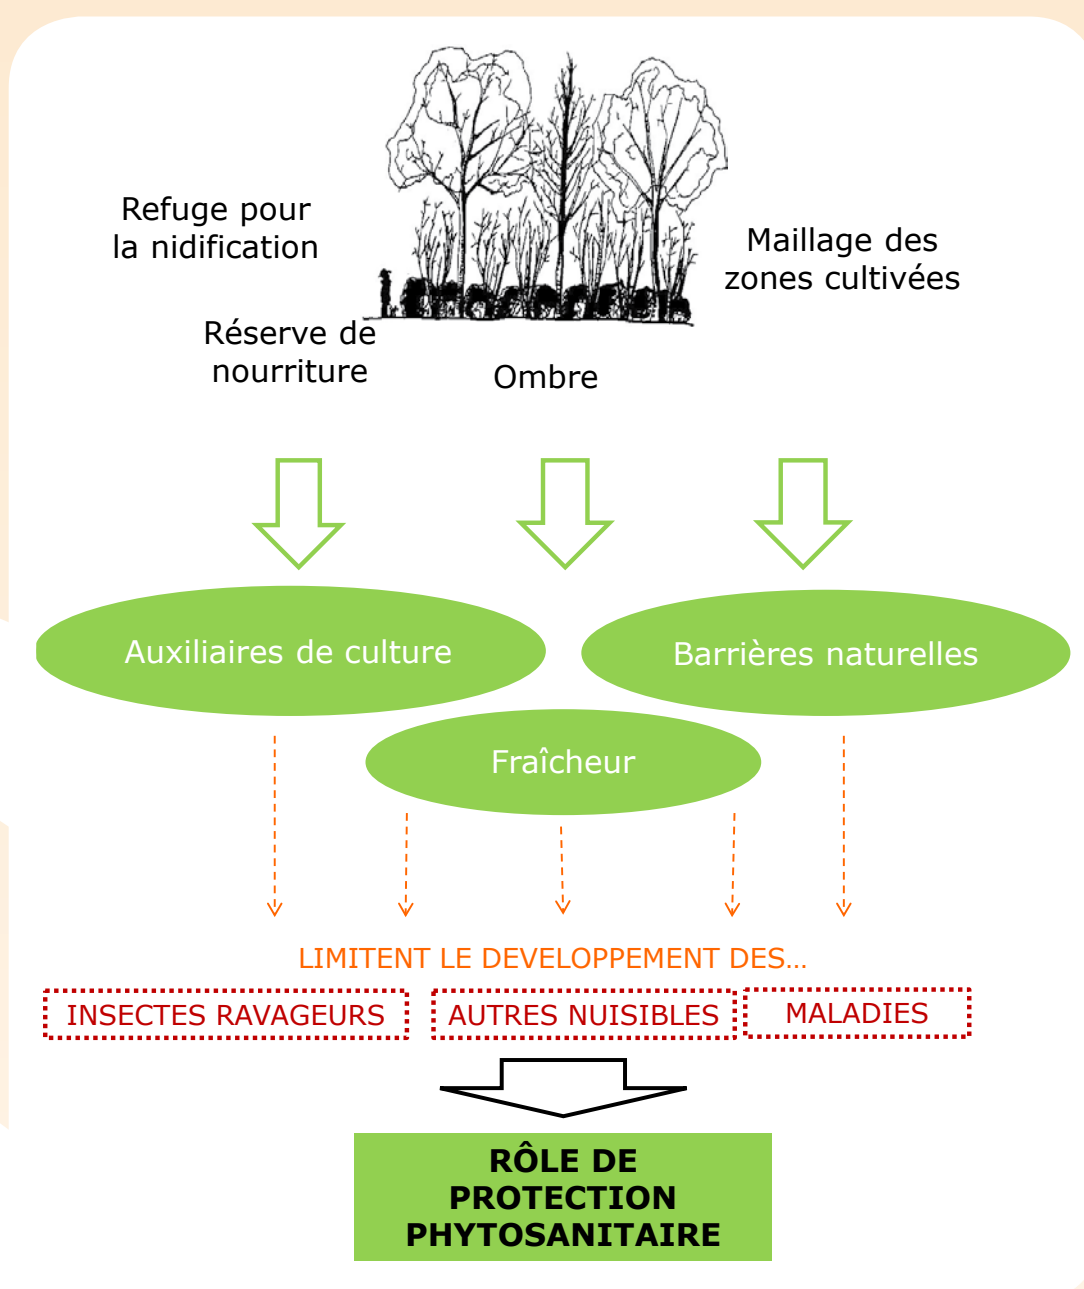 Refuge pour
la nidification
Maillage des
zones cultivées
Réserve de
nourriture
Ombre
Auxiliaires de culture
Barrières naturelles
Fraîcheur
LIMITENT LE DEVELOPPEMENT DES...
INSECTES RAVAGEURS
AUTRES NUISIBLES
MALADIES
RÔLE DE
PROTECTION
PHYTOSANITAIRE